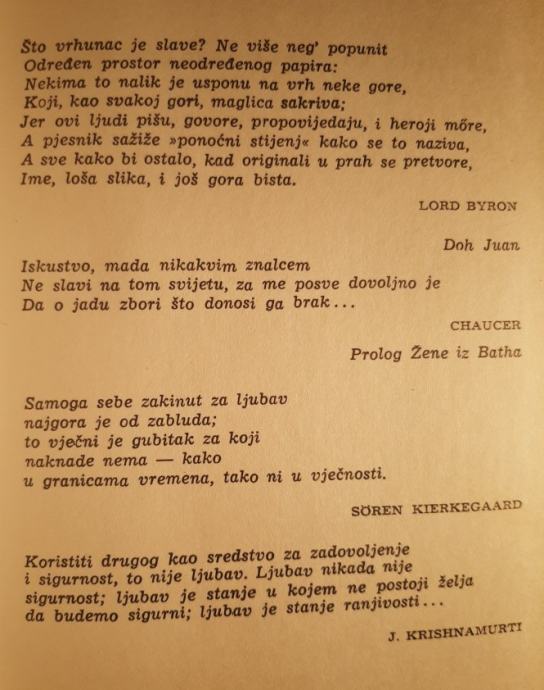 Što vrhunac je slave? Ne više neg' popunit
Određen prostor neodređenog papira:
Nekima to nalik je usponu na vrh neke gore,
Koji, kao svakoj gori, maglica sakriva;
Jer ovi ljudi pišu, govore, propovijedaju, i heroji mőre,
A pjesnik sažiže »ponoćni stijenj« kako se to naziva,
A sve kako bi ostalo, kad originali u prah se pretvore,
Ime, loša slika, i još gora bista.
LORD BYRON
Doh Juan
Iskustvo, mada nikakvim znalcem
Ne slavi na tom svijetu, za me posve dovoljno je
Da o jadu zbori što donosi ga brak...
CHAUCER
Prolog Žene iz Batha
Samoga sebe zakinut za ljubav
najgora je od zabluda;
to vječni je gubitak za koji
naknade nema — kako
u granicama vremena, tako ni u vječnosti.
SÖREN KIERKEGAARD
Koristiti drugog kao sredstvo za zadovoljenje
i sigurnost, to nije ljubav. Ljubav nikada nije
sigurnost; ljubav je stanje u kojem ne postoji želja
da budemo sigurni; ljubav je stanje ranjivosti...
J. KRISHNAMURTI